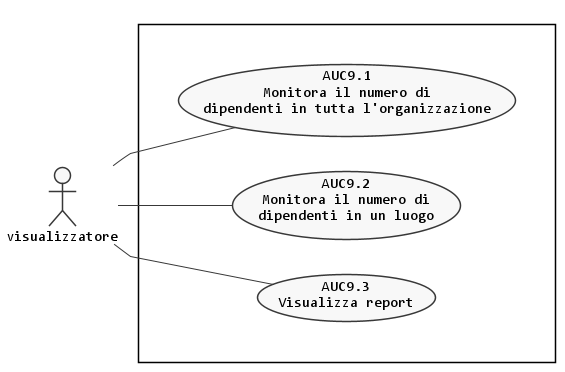 AUC9.1
Monitora il numero di
dipendenti in tutta l'organizzazione
AUC9.2
Monitora il numero di
dipendenti in un luogo
visualizzatore
AUC9.3
Visualizza report